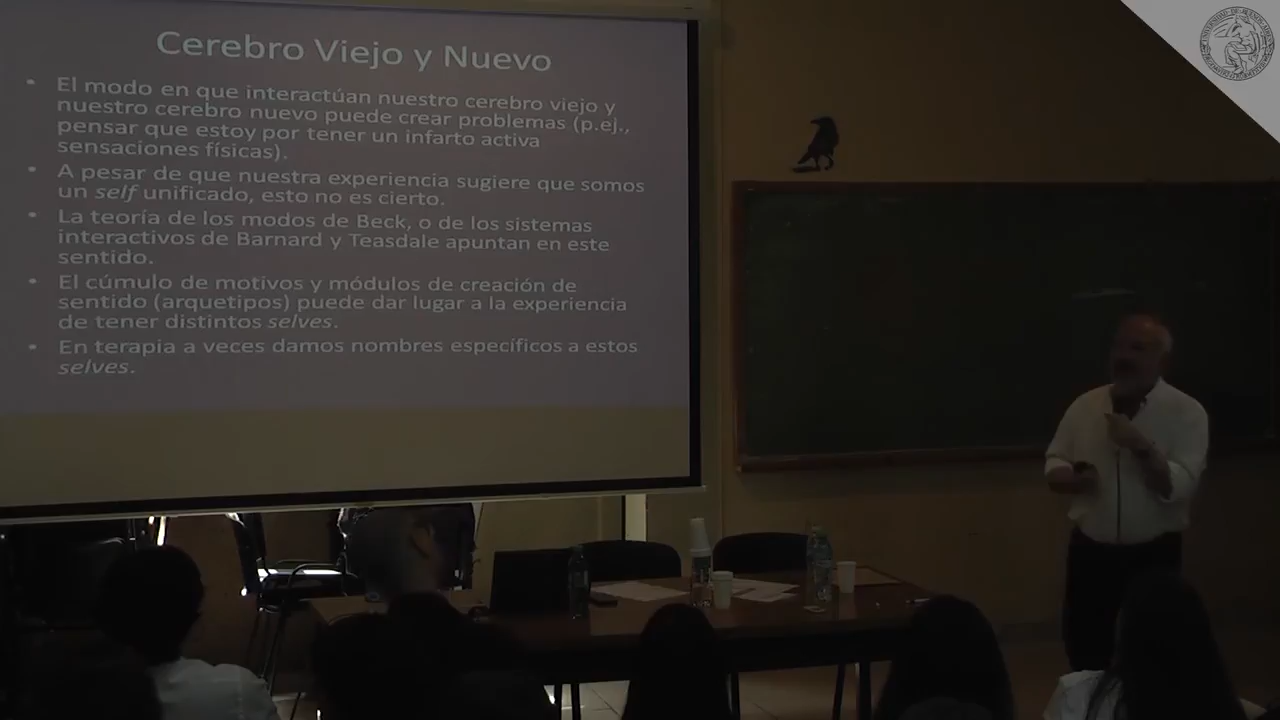 Cerebro Viejo y Nuevo
• El modo en que interactúan nuestro cerebro viejo y
nuestro cerebro nuevo puede crear problemas (p.ej.,
pensar que estoy por tener un infarto activa
sensaciones físicas).
• A pesar de que nuestra experiencia sugiere que somos
un self unificado, esto no es cierto.
• La teoría de los modos de Beck, o de los sistemas
interactivos de Barnard y Teasdale apuntan en este
sentido.
• El cúmulo de motivos y módulos de creación de
sentido (arquetipos) puede dar lugar a la experiencia
de tener distintos selves.
• En terapia a veces damos nombres específicos a estos
selves.